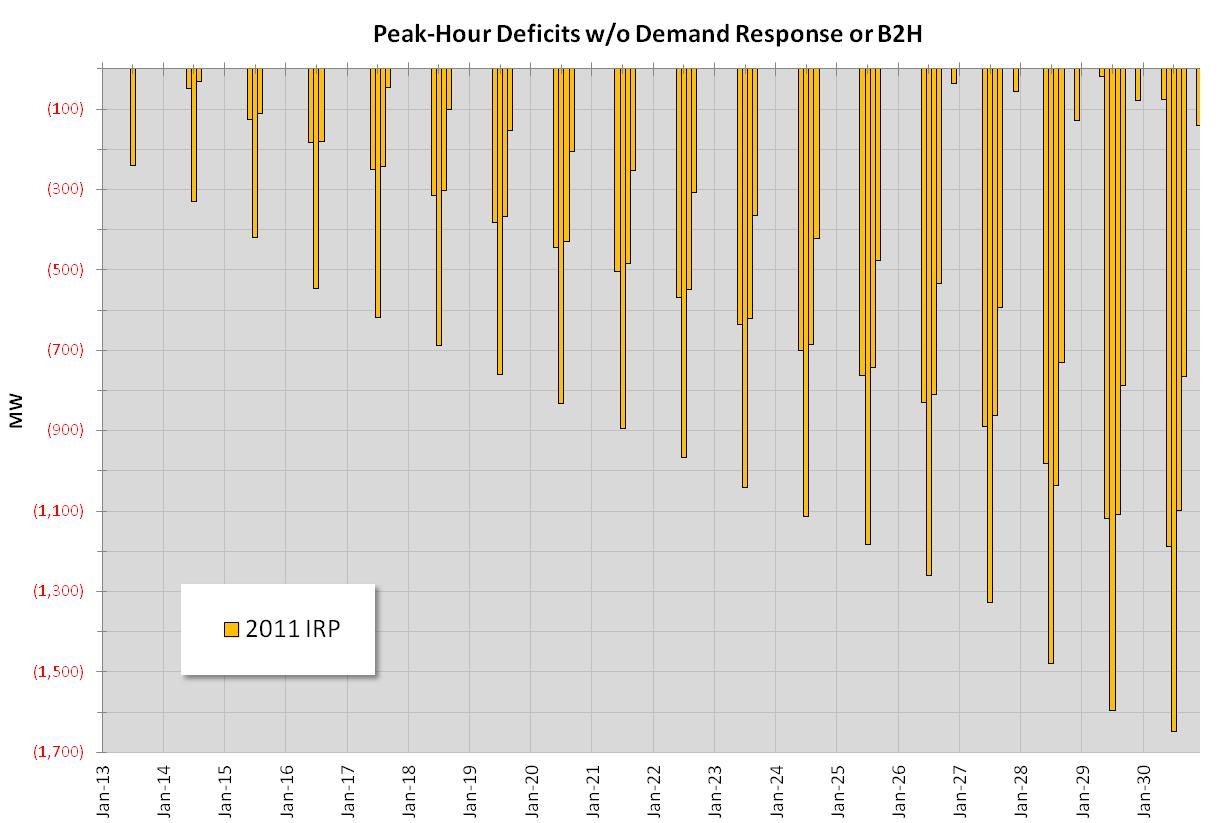 Peak-Hour Deficits w/o Demand Response or B2H
(100)
(300)
(500)
(700)
(900)
(1,100)
(1,300)
(1,500)
(1,700)
MW
2011 IRP
Jan-13
Jan-14
Jan-15
Jan-16
Jan-17
Jan-18
Jan-19
Jan-20
Jan-21
Jan-22
Jan-23
Jan-24
Jan-25
Jan-26
Jan-27
Jan-28
Jan-29
Jan-30